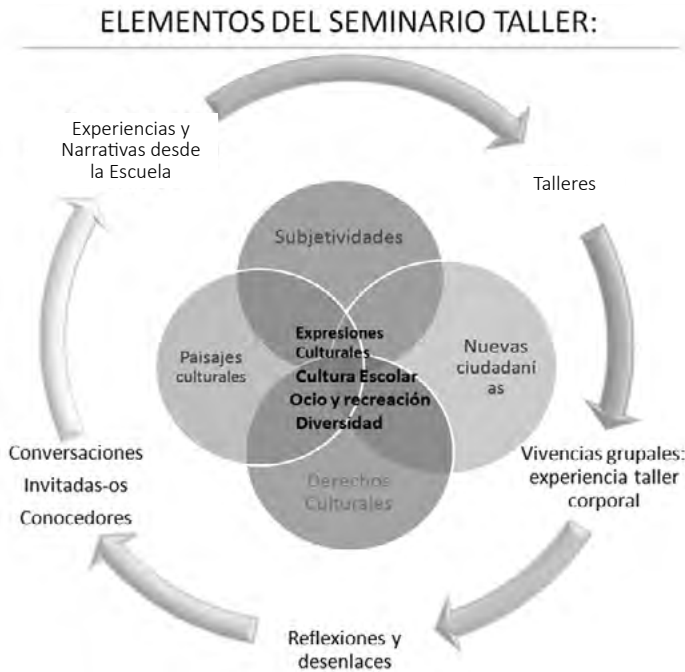 ELEMENTOS DEL SEMINARIO TALLER:
Experiencias y
Narrativas desde
la Escuela
Talleres
Subjetividades
Paisajes
culturales
Expresiones
Culturales
Cultura Escolar
Ocio y recreación
Diversidad
Nuevas
ciudadaní
as
Derechos
Culturales
Conversaciones
Invitadas-os
Conocedores
Vivencias grupales:
experiencia taller
corporal
Reflexiones y
desenlaces